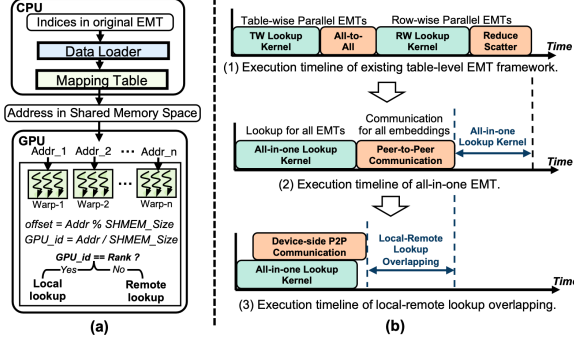 CPU
Indices in original EMT
Data Loader
Mapping Table
Address in Shared Memory Space
GPU
Addr_1 Addr_2 ··· Addr_n
···
Warp-1 Warp-2 Warp-n
offset = Addr % SHMEM_Size
GPU_id = Addr / SHMEM_Size
GPU_id == Rank ?
Yes No
Local
lookup
Remote
lookup
(a)
Table-wise Parallel EMTs Row-wise Parallel EMTs
TW Lookup
Kernel
All-to-
All
RW Lookup
Kernel
Reduce
Scatter
Time
(1) Execution timeline of existing table-level EMT framework.
Lookup for all EMTs
Communication
for all embeddings
All-in-one Lookup
Kernel
Peer-to-Peer
Communication
All-in-one
Lookup Kernel
Time
(2) Execution timeline of all-in-one EMT.
Device-side P2P
Communication
All-in-one Lookup
Kernel
Local-Remote
Lookup
Overlapping
Time
(3) Execution timeline of local-remote lookup overlapping.
(b)